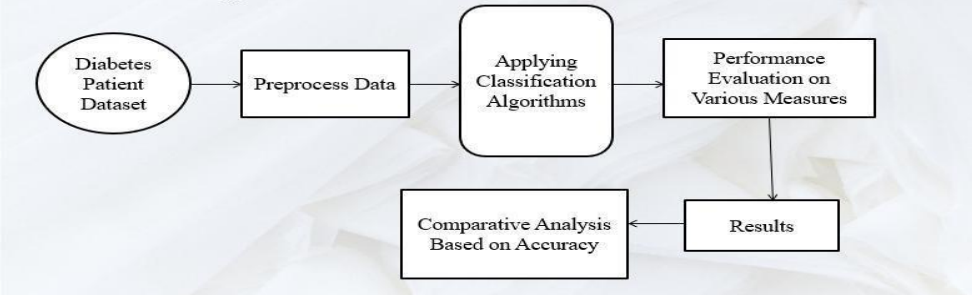 Diabetes
Patient
Dataset
Preprocess Data
Applying
Classification
Algorithms
Performance
Evaluation on
Various Measures
Results
Comparative Analysis
Based on Accuracy